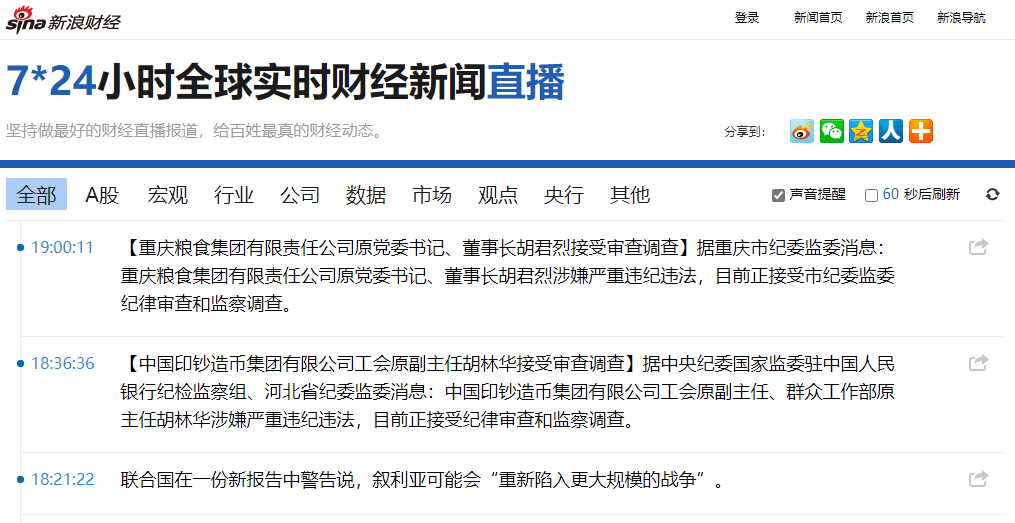 sina新浪财经
登录 新闻首页 新浪首页 新浪导航
7*24小时全球实时财经新闻直播
坚持做最好的财经直播报道，给百姓最真的财经动态。
分享到：
全部 A股 宏观 行业 公司 数据 市场 观点 央行 其他 声音提醒 60 秒后刷新
19:00:11 【重庆粮食集团有限责任公司原党委书记、董事长胡君烈接受审查调查】据重庆市纪委监委消息：
重庆粮食集团有限责任公司原党委书记、董事长胡君烈涉嫌严重违纪违法，目前正接受市纪委监委
纪律审查和监察调查。
18:36:36 【中国印钞造币集团有限公司工会原副主任胡林华接受审查调查】据中央纪委国家监委驻中国人民
银行纪检监察组、河北省纪委监委消息：中国印钞造币集团有限公司工会原副主任、群众工作部原
主任胡林华涉嫌严重违纪违法，目前正接受纪律审查和监察调查。
18:21:22 联合国在一份新报告中警告说，叙利亚可能会“重新陷入更大规模的战争”。